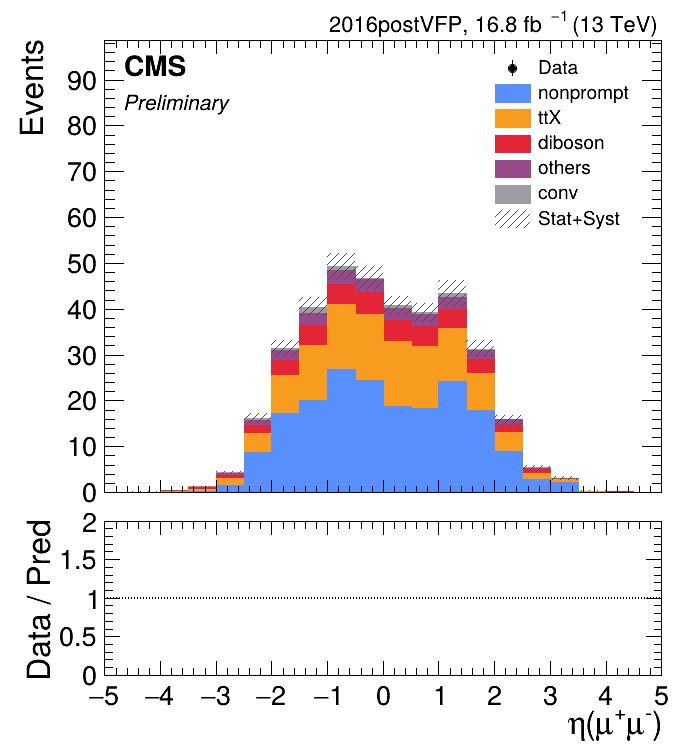 2016postVFP, 16.8 fb⁻¹ (13 TeV)
CMS
Preliminary
Events
Data
nonprompt
ttX
diboson
others
conv
Stat+Syst
90
80
70
60
50
40
30
20
10
0
Data / Pred
2
1.5
1
0.5
0
−5 −4 −3 −2 −1 0 1 2 3 4 5
η(μ⁺μ⁻)